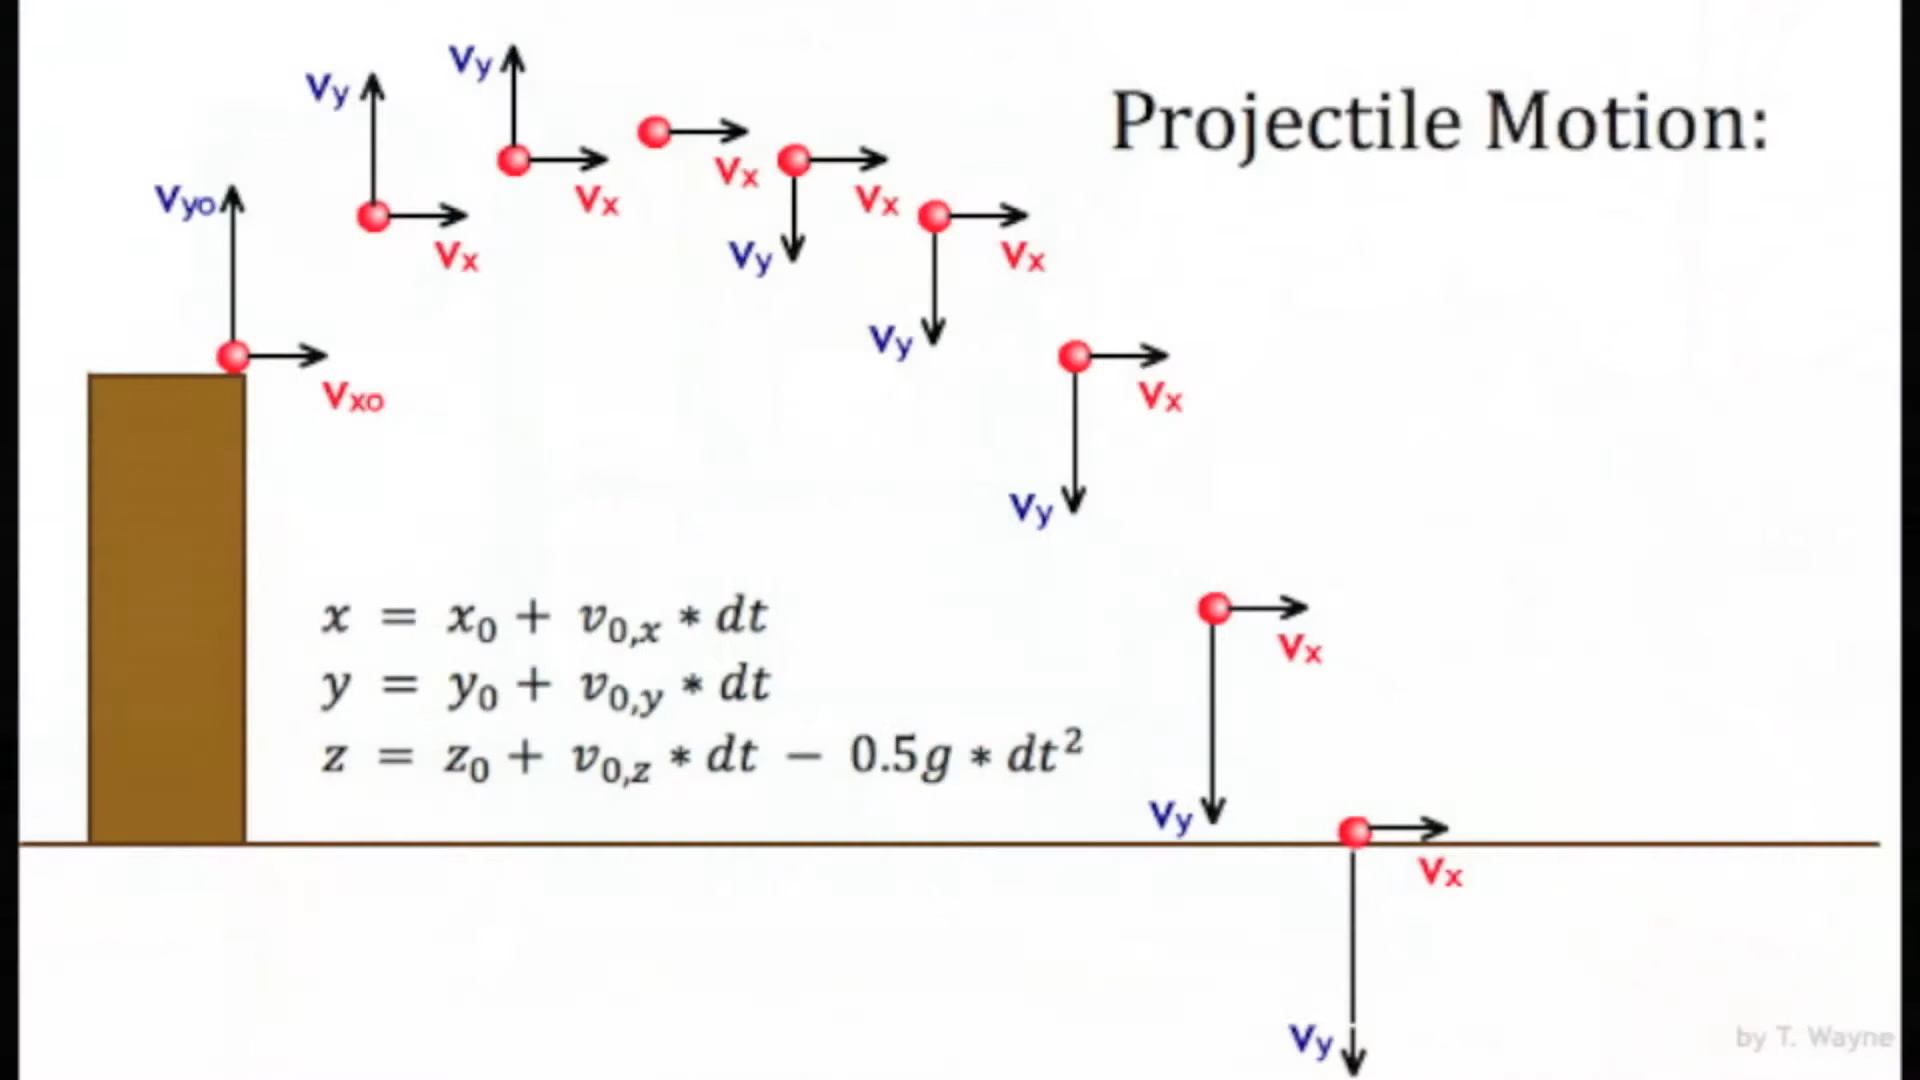 Projectile Motion:
vy
vy
vx
vx
vyo
vy
vx
vx
vy
vx
vxo
vy
vx
vy
x = x₀ + v₀,ₓ * dt
vx
y = y₀ + v₀,y * dt
z = z₀ + v₀,z * dt − 0.5g * dt²
vy
vx
vy
by T. Wayne